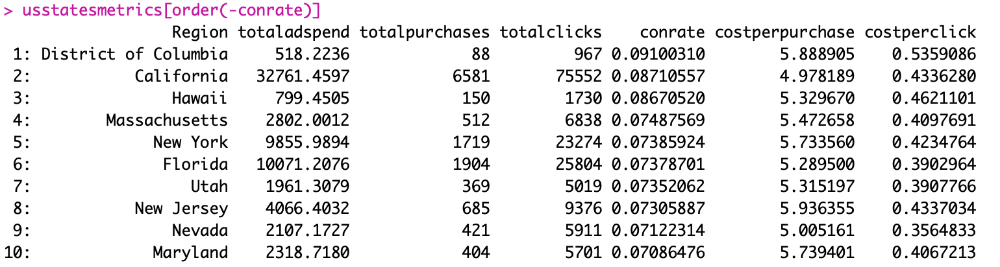 > usstatesmetrics[order(-conrate)]
Region totaladspend totalpurchases totalclicks conrate costperpurchase costperclick
1: District of Columbia 518.2236 88 967 0.09100310 5.888905 0.5359086
2: California 32761.4597 6581 75552 0.08710557 4.978189 0.4336280
3: Hawaii 799.4505 150 1730 0.08670520 5.329670 0.4621101
4: Massachusetts 2802.0012 512 6838 0.07487569 5.472658 0.4097691
5: New York 9855.9894 1719 23274 0.07385924 5.733560 0.4234764
6: Florida 10071.2076 1904 25804 0.07378701 5.289500 0.3902964
7: Utah 1961.3079 369 5019 0.07352062 5.315197 0.3907766
8: New Jersey 4066.4032 685 9376 0.07305887 5.936355 0.4337034
9: Nevada 2107.1727 421 5911 0.07122314 5.005161 0.3564833
10: Maryland 2318.7180 404 5701 0.07086476 5.739401 0.4067213